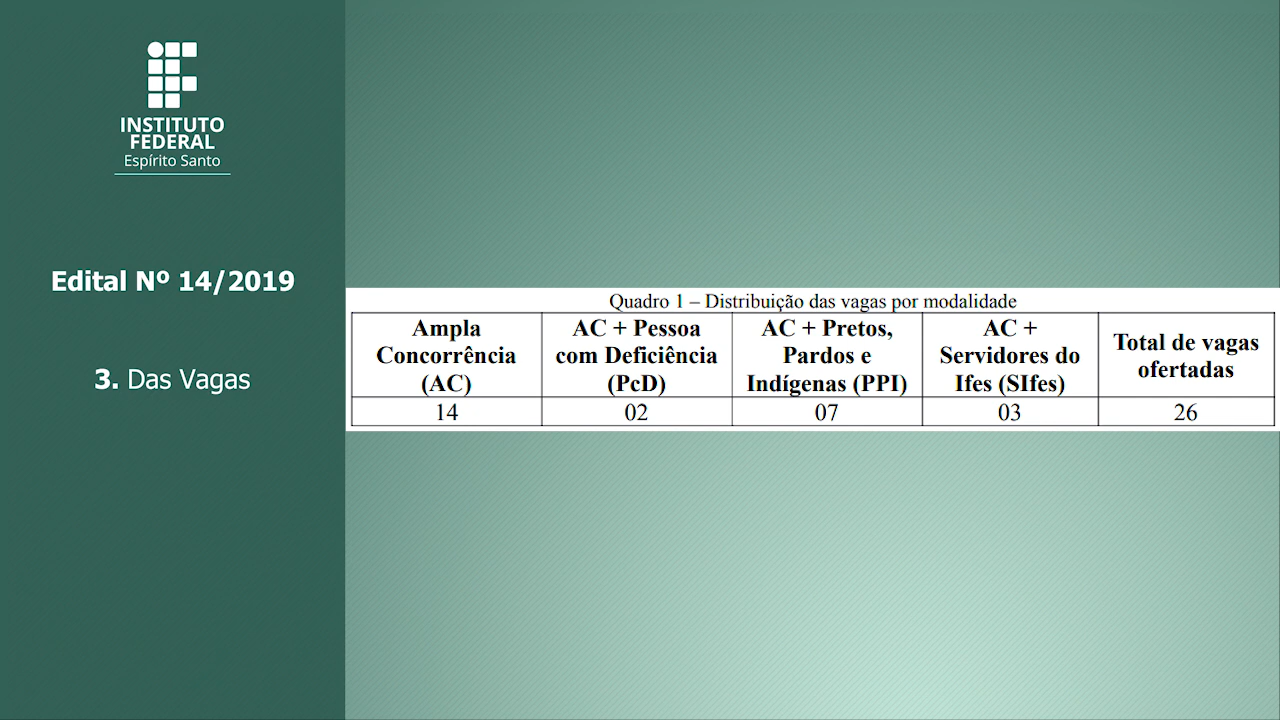 INSTITUTO
FEDERAL
Espírito Santo
Edital Nº 14/2019
3. Das Vagas
Quadro 1 – Distribuição das vagas por modalidade
Ampla Concorrência (AC)
AC + Pessoa com Deficiência (PcD)
AC + Pretos, Pardos e Indígenas (PPI)
AC + Servidores do Ifes (SIfes)
Total de vagas ofertadas
14 02 07 03 26